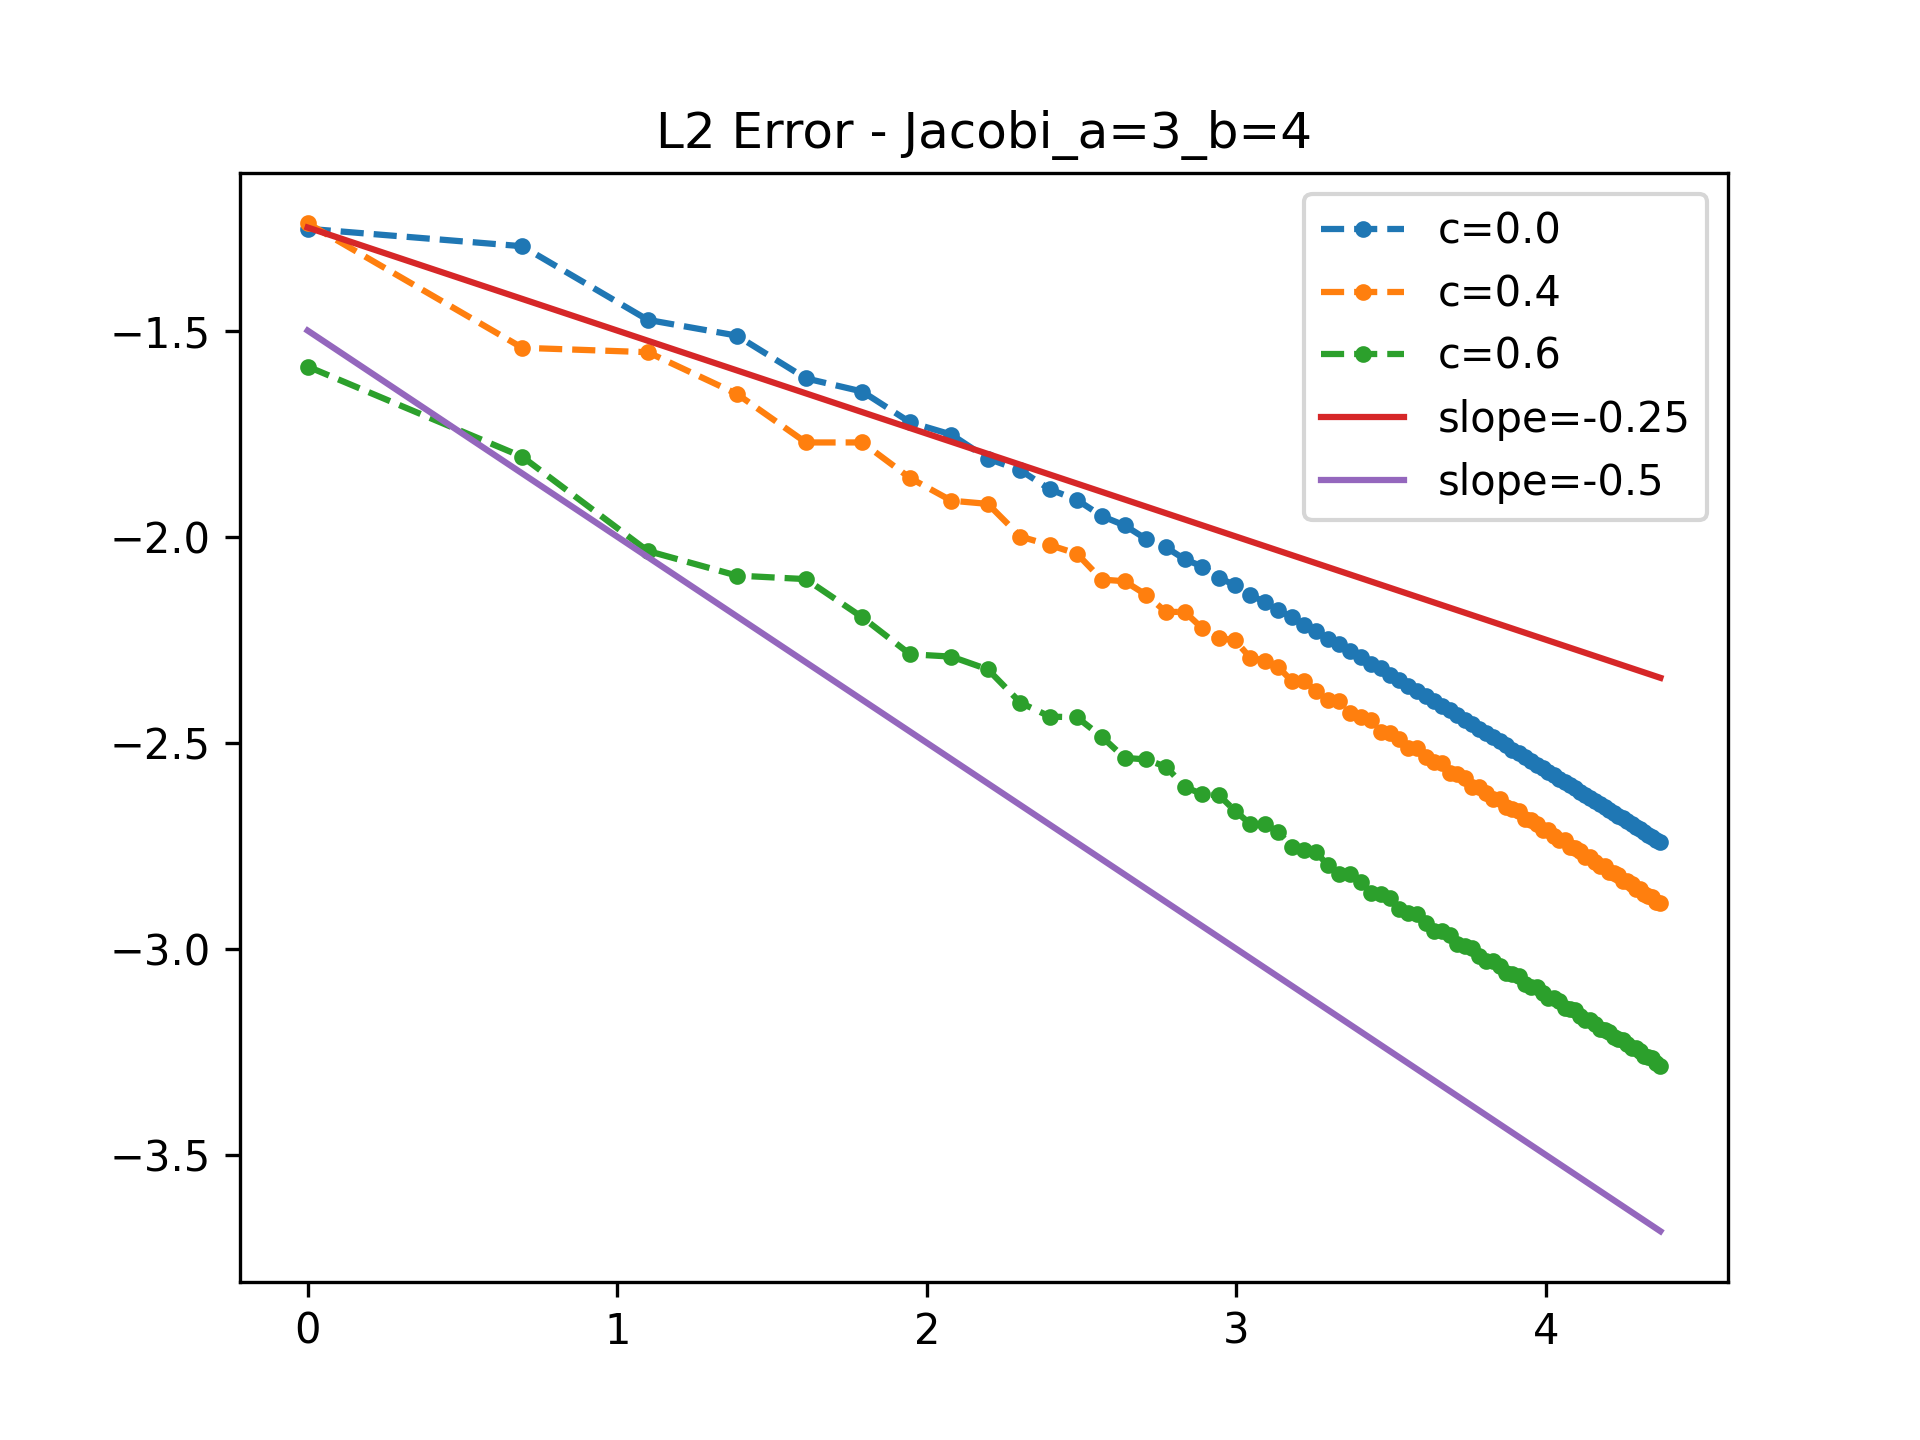 L2 Error - Jacobi_a=3_b=4
c=0.0
c=0.4
c=0.6
slope=-0.25
slope=-0.5
−1.5
−2.0
−2.5
−3.0
−3.5
0 1 2 3 4